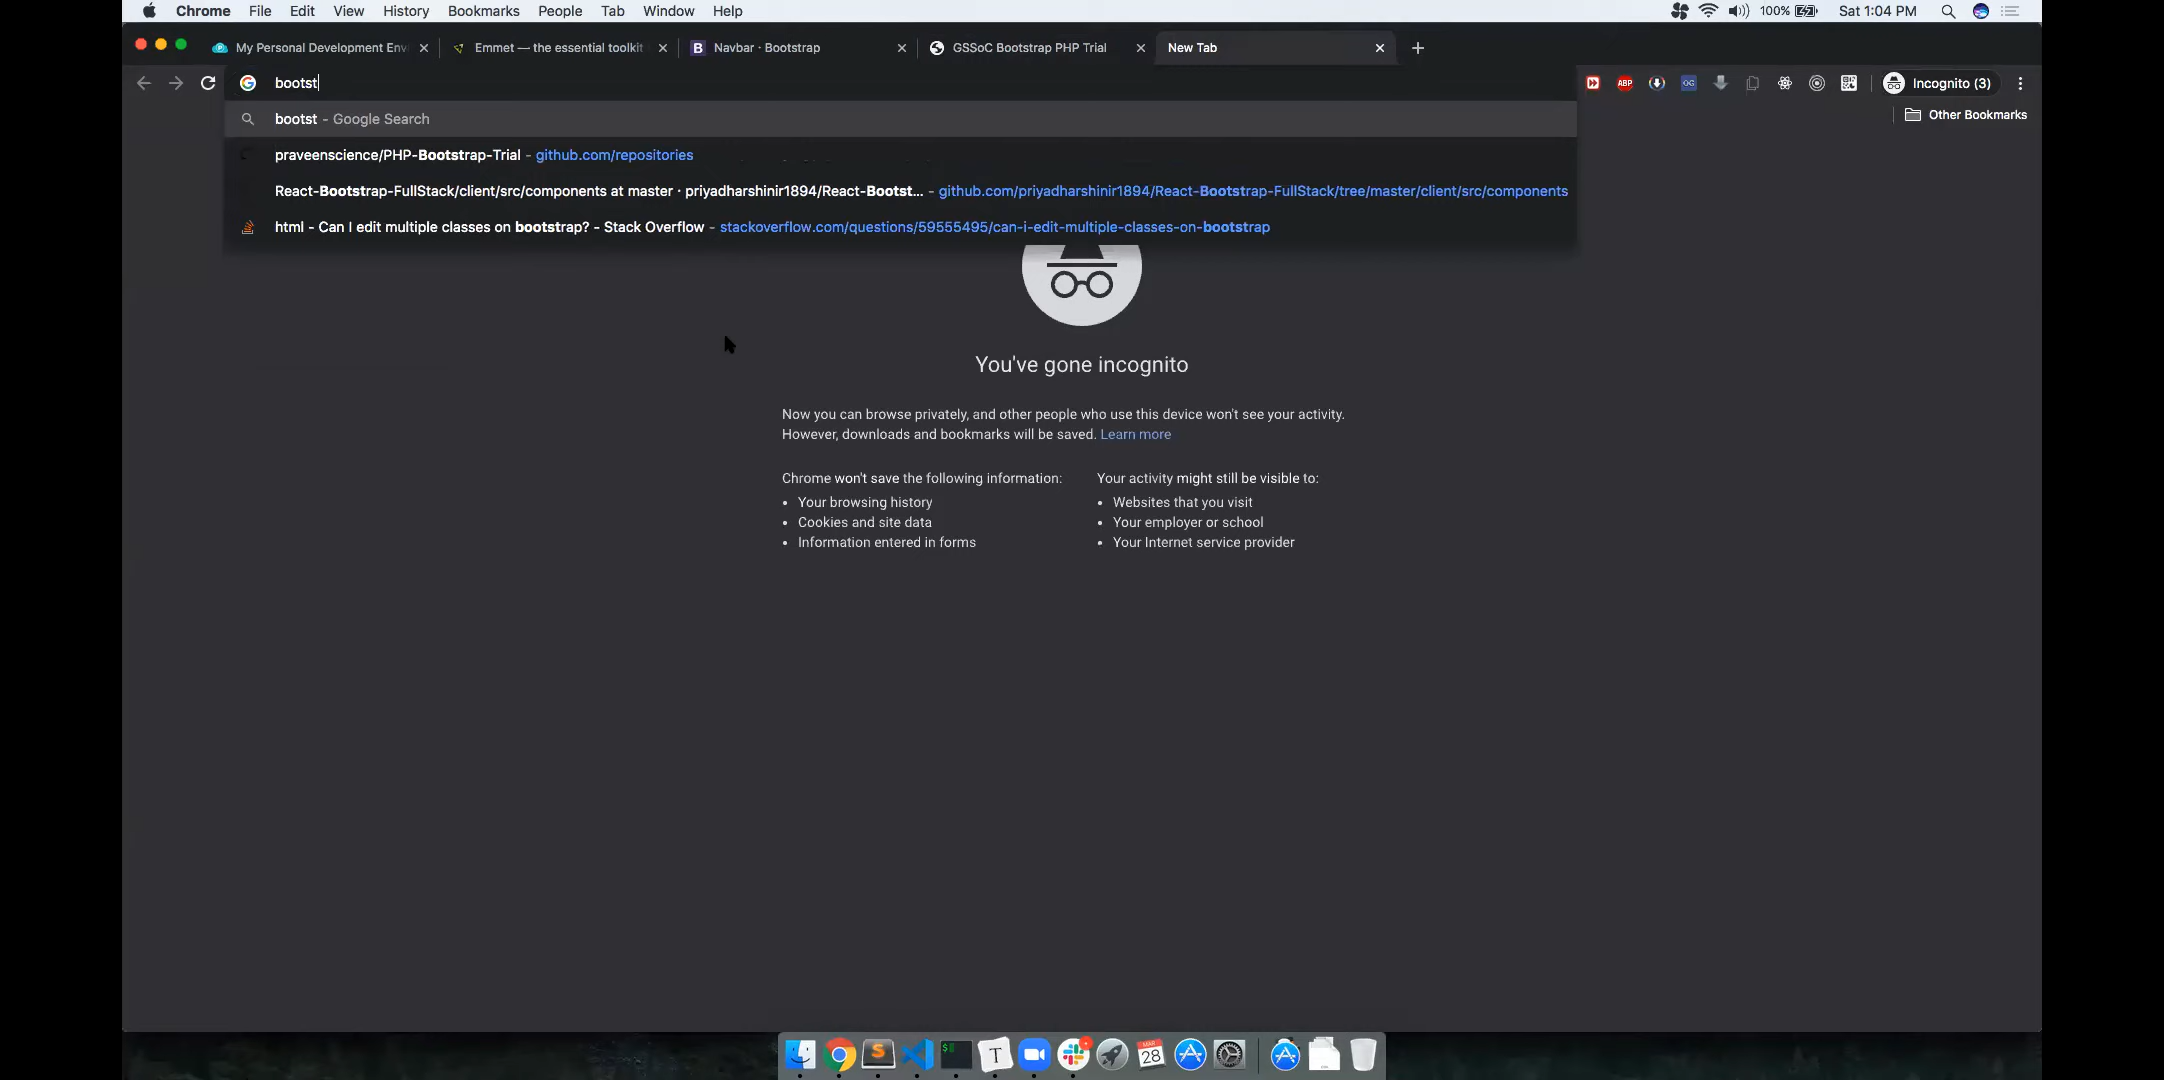 Chrome File Edit View History Bookmarks People Tab Window Help 100% Sat 1:04 PM
My Personal Development Env Emmet — the essential toolkit Navbar · Bootstrap GSSoC Bootstrap PHP Trial New Tab
bootst ABP OG Incognito (3)
bootst - Google Search
Other Bookmarks
praveenscience/PHP-Bootstrap-Trial - github.com/repositories
React-Bootstrap-FullStack/client/src/components at master · priyadharshinir1894/React-Bootst... - github.com/priyadharshinir1894/React-Bootstrap-FullStack/tree/master/client/src/components
html - Can I edit multiple classes on bootstrap? - Stack Overflow - stackoverflow.com/questions/59555495/can-i-edit-multiple-classes-on-bootstrap
You've gone incognito
Now you can browse privately, and other people who use this device won't see your activity.
However, downloads and bookmarks will be saved. Learn more
Chrome won't save the following information:
• Your browsing history
• Cookies and site data
• Information entered in forms
Your activity might still be visible to:
• Websites that you visit
• Your employer or school
• Your Internet service provider
S $ T MAR 28